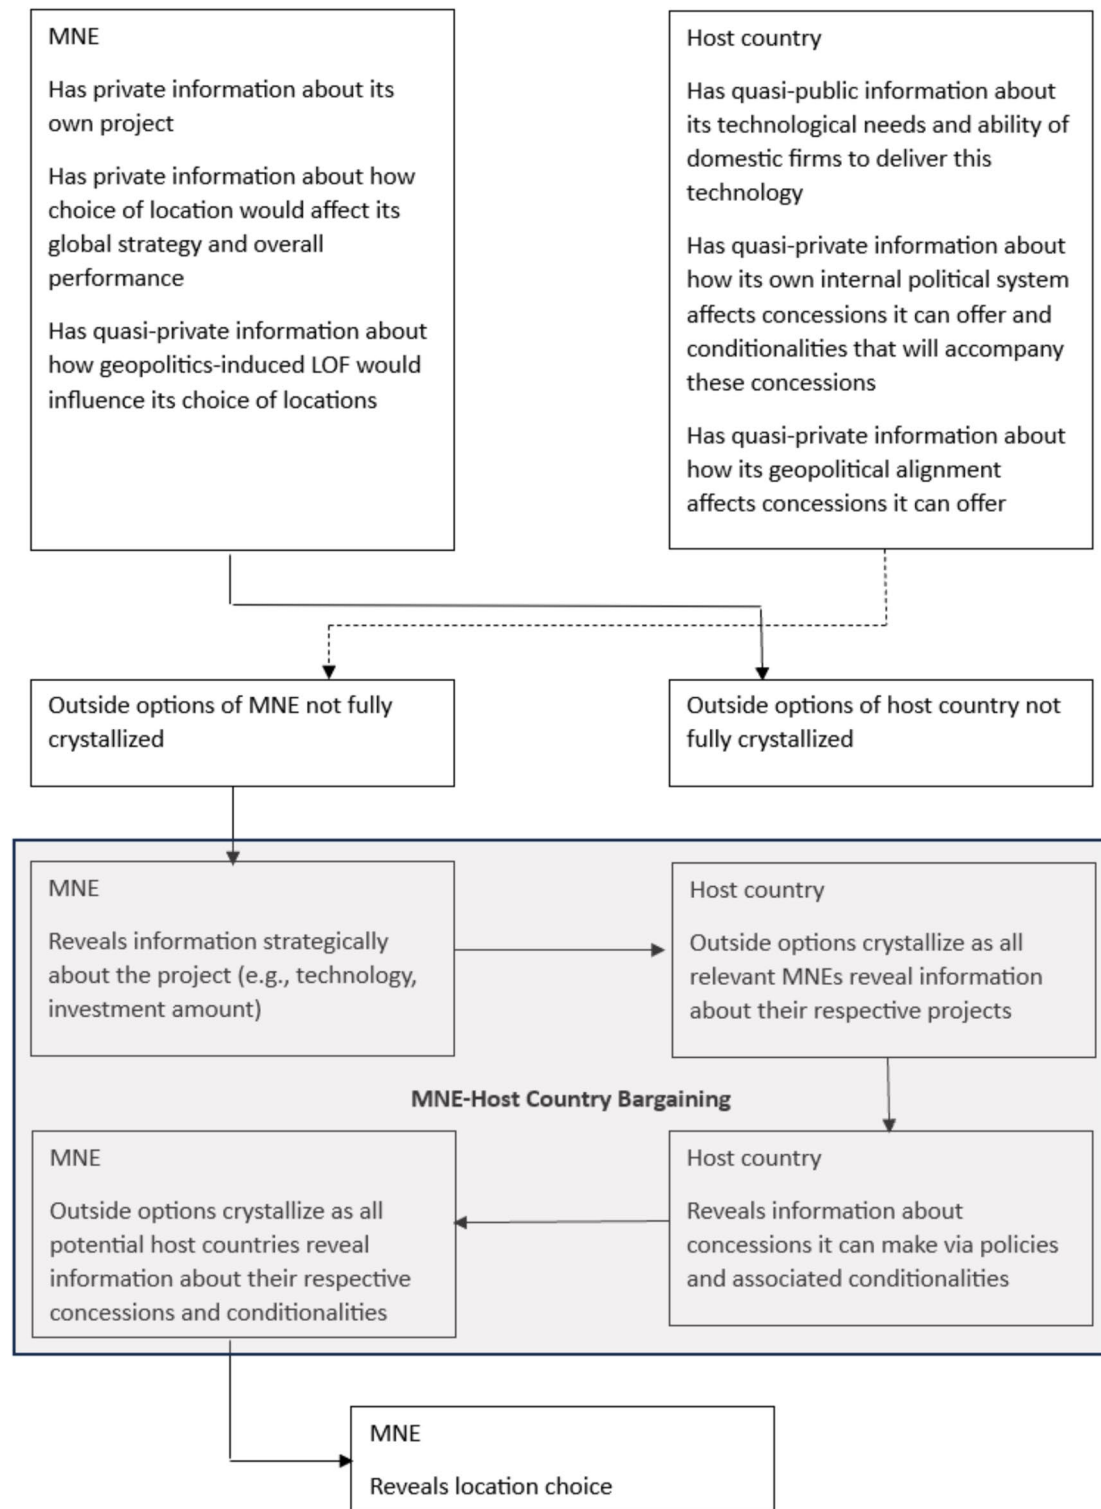 MNE
Has private information about its
own project
Has private information about how
choice of location would affect its
global strategy and overall
performance
Has quasi-private information about
how geopolitics-induced LOF would
influence its choice of locations
Host country
Has quasi-public information about
its technological needs and ability of
domestic firms to deliver this
technology
Has quasi-private information about
how its own internal political system
affects concessions it can offer and
conditionalities that will accompany
these concessions
Has quasi-private information about
how its geopolitical alignment
affects concessions it can offer
Outside options of MNE not fully
crystallized
Outside options of host country not
fully crystallized
MNE
Reveals information strategically
about the project (e.g., technology,
investment amount)
Host country
Outside options crystallize as all
relevant MNEs reveal information
about their respective projects
MNE-Host Country Bargaining
MNE
Outside options crystallize as all
potential host countries reveal
information about their respective
concessions and conditionalities
Host country
Reveals information about
concessions it can make via policies
and associated conditionalities
MNE
Reveals location choice